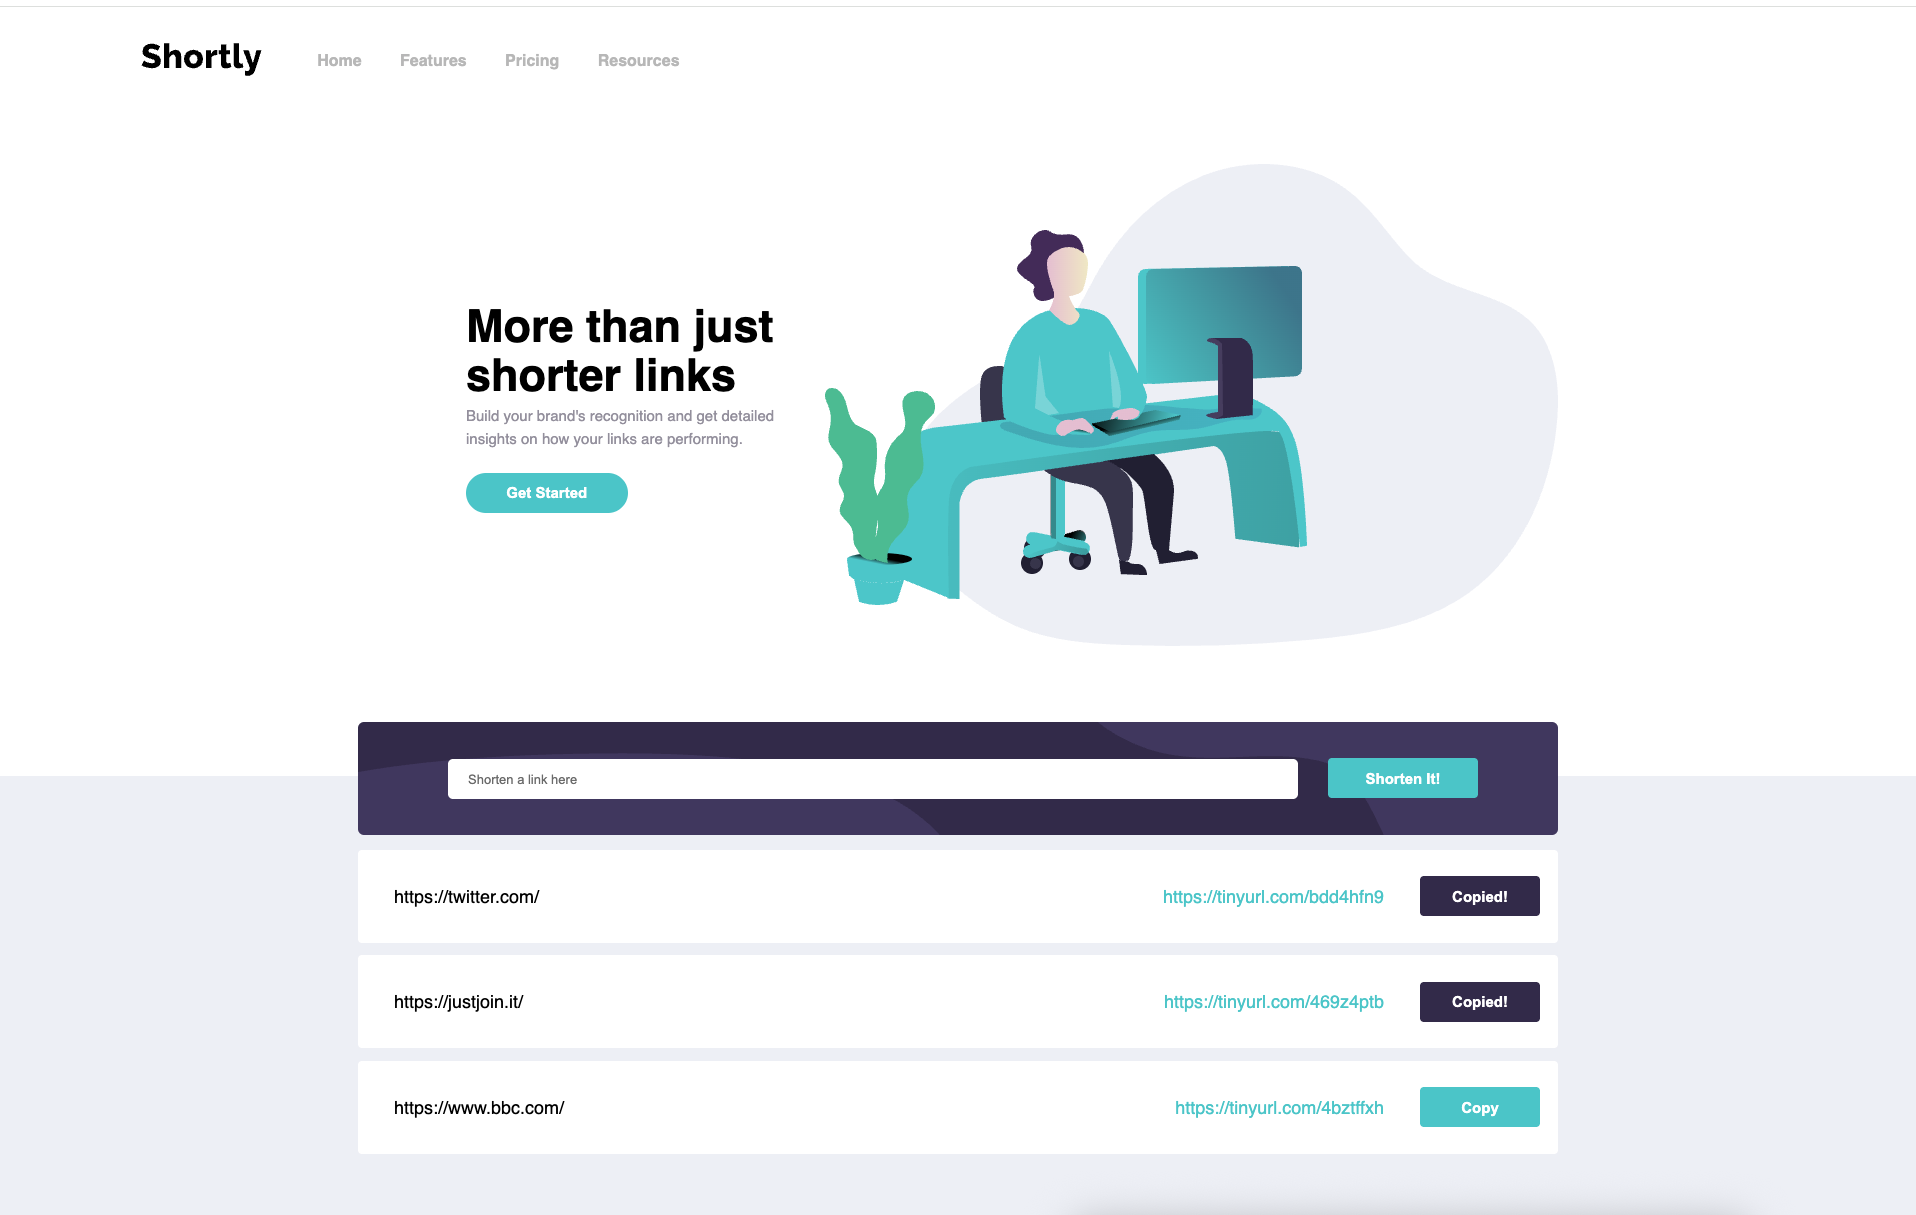 Shortly
Home
Features
Pricing
Resources
More than just
shorter links
Build your brand's recognition and get detailed
insights on how your links are performing.
Get Started
Shorten a link here
Shorten It!
https://twitter.com/
https://tinyurl.com/bdd4hfn9
Copied!
https://justjoin.it/
https://tinyurl.com/469z4ptb
Copied!
https://www.bbc.com/
https://tinyurl.com/4bztffxh
Copy